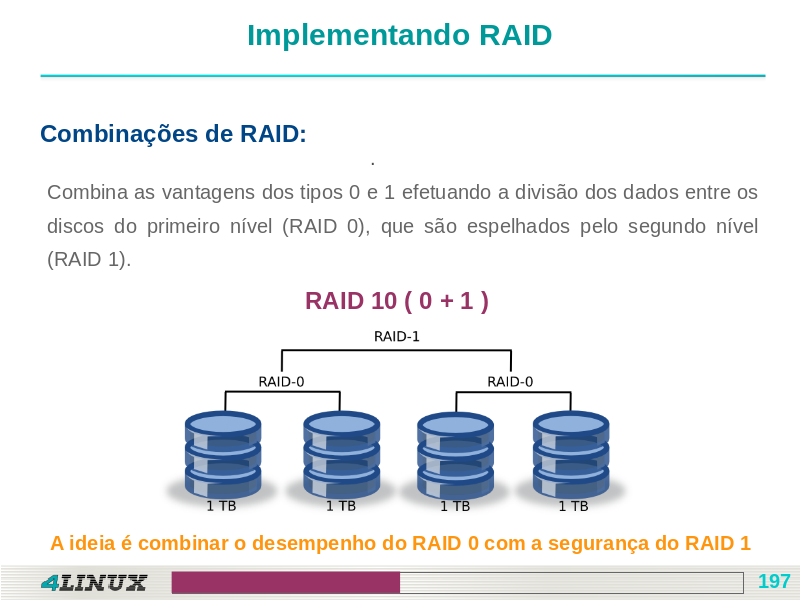 Implementando RAID
Combinações de RAID:
.
Combina as vantagens dos tipos 0 e 1 efetuando a divisão dos dados entre os
discos do primeiro nível (RAID 0), que são espelhados pelo segundo nível
(RAID 1).
RAID 10 ( 0 + 1 )
RAID-1
RAID-0 RAID-0
1 TB 1 TB 1 TB 1 TB
A ideia é combinar o desempenho do RAID 0 com a segurança do RAID 1
4LINUX 197